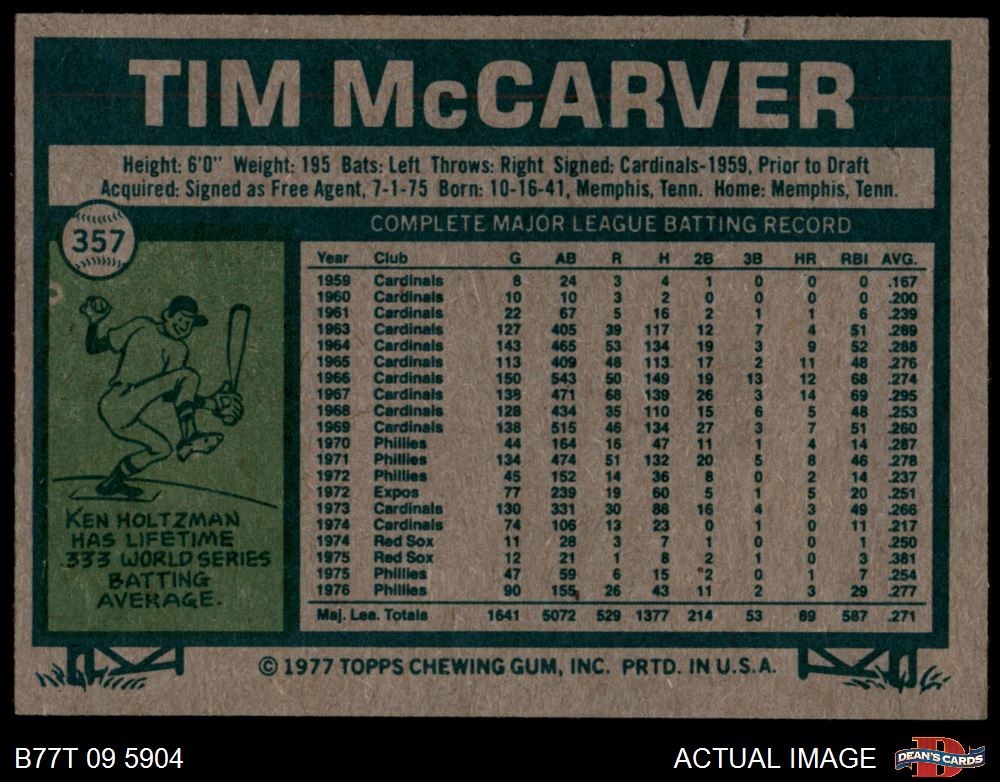 TIM McCARVER
Height: 6'0" Weight: 195 Bats: Left Throws: Right Signed: Cardinals-1959, Prior to Draft
Acquired: Signed as Free Agent, 7-1-75 Born: 10-16-41, Memphis, Tenn. Home: Memphis, Tenn.
357
COMPLETE MAJOR LEAGUE BATTING RECORD
Year Club G AB R H 2B 3B HR RBI AVG.
1959 Cardinals 8 24 3 4 1 0 0 0 .167
1960 Cardinals 10 10 3 2 0 0 0 0 .200
1961 Cardinals 22 67 5 16 2 1 1 6 .239
1963 Cardinals 127 405 39 117 12 7 4 51 .289
1964 Cardinals 143 465 53 134 19 3 9 52 .288
1965 Cardinals 113 409 48 113 17 2 11 48 .276
1966 Cardinals 150 543 50 149 19 13 12 68 .274
1967 Cardinals 138 471 68 139 26 3 14 69 .295
1968 Cardinals 128 434 35 110 15 6 5 48 .253
1969 Cardinals 138 515 46 134 27 3 7 51 .260
1970 Phillies 44 164 16 47 11 1 4 14 .287
1971 Phillies 134 474 51 132 20 5 8 46 .278
1972 Phillies 45 152 14 36 8 0 2 14 .237
1972 Expos 77 239 19 60 5 1 5 20 .251
1973 Cardinals 130 331 30 88 16 4 3 49 .266
1974 Cardinals 74 106 13 23 0 1 0 11 .217
1974 Red Sox 11 28 3 7 1 0 0 1 .250
1975 Red Sox 12 21 1 8 2 1 0 3 .381
1975 Phillies 47 59 6 15 2 0 1 7 .254
1976 Phillies 90 155 26 43 11 2 3 29 .277
Maj. Lea. Totals 1641 5072 529 1377 214 53 89 587 .271
KEN HOLTZMAN
HAS LIFETIME
.333 WORLD SERIES
BATTING
AVERAGE.
© 1977 TOPPS CHEWING GUM, INC. PRTD. IN U.S.A.
B77T 09 5904
ACTUAL IMAGE
D
DEAN'S CARDS